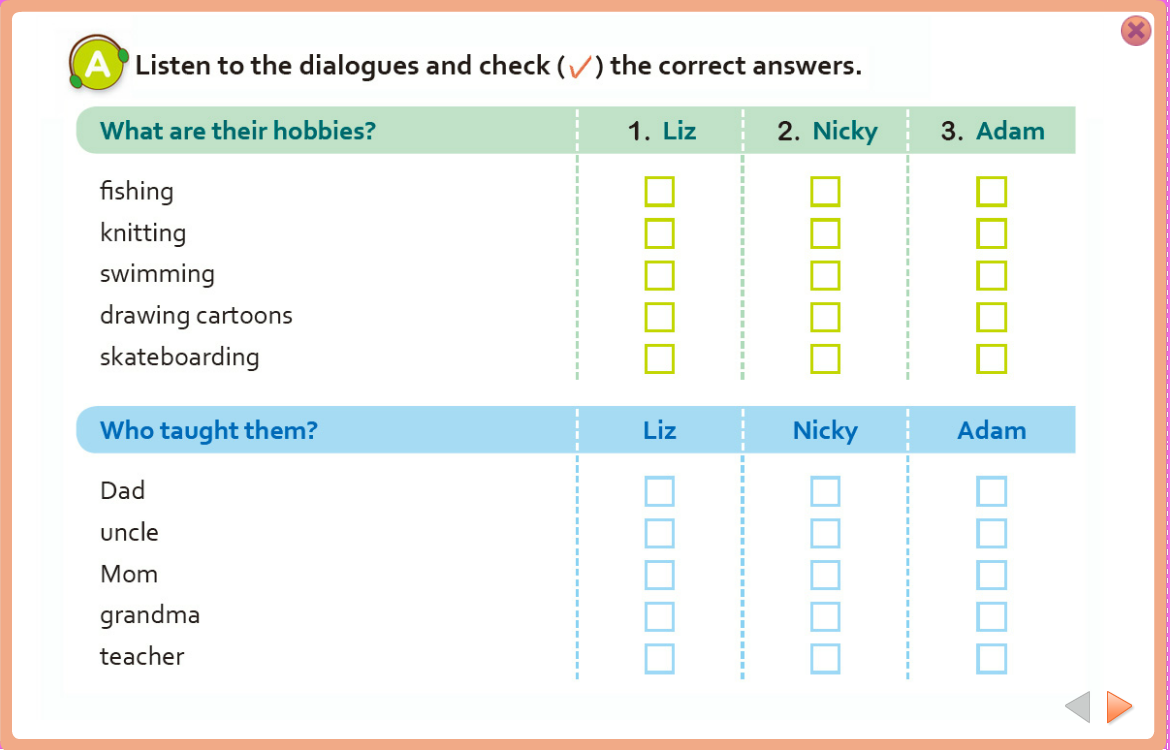 A Listen to the dialogues and check (✓) the correct answers.
What are their hobbies? 1. Liz 2. Nicky 3. Adam
fishing
knitting
swimming
drawing cartoons
skateboarding
Who taught them? Liz Nicky Adam
Dad
uncle
Mom
grandma
teacher